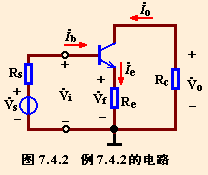 İo
İb
+
Rs
+
V̇s
−
V̇i
−
İe
+
V̇f
−
Re
Rc
+
V̇o
−
图 7.4.2 例7.4.2的电路